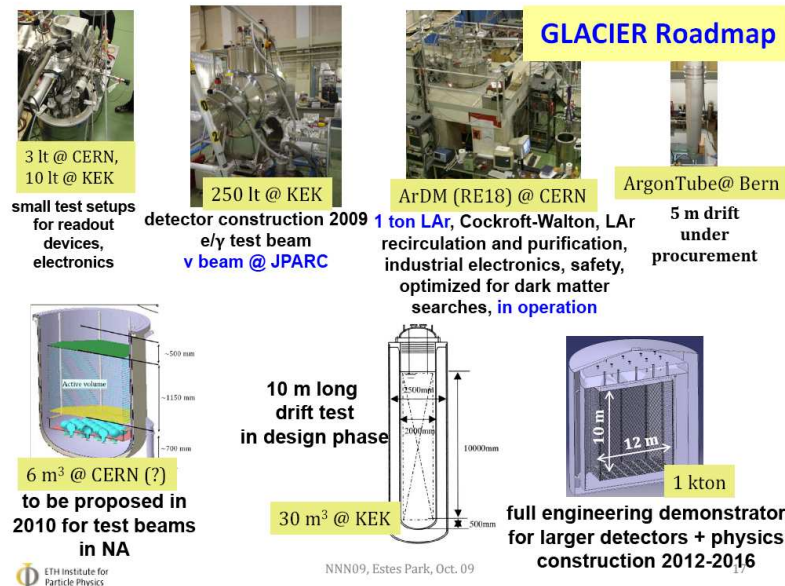 GLACIER Roadmap
3 lt @ CERN,
10 lt @ KEK
small test setups
for readout
devices,
electronics
250 lt @ KEK
detector construction 2009
e/γ test beam
ν beam @ JPARC
ArDM (RE18) @ CERN
1 ton LAr, Cockroft-Walton, LAr
recirculation and purification,
industrial electronics, safety,
optimized for dark matter
searches, in operation
ArgonTube@ Bern
5 m drift
under
procurement
~500 mm
Active volume
~1150 mm
~700 mm
6 m³ @ CERN (?)
to be proposed in
2010 for test beams
in NA
10 m long
drift test
in design phase
2500mm
2000mm
10000mm
500mm
30 m³ @ KEK
10 m
12 m
1 kton
full engineering demonstrator
for larger detectors + physics
construction 2012-2016
ETH Institute for
Particle Physics
NNN09, Estes Park, Oct. 09
17